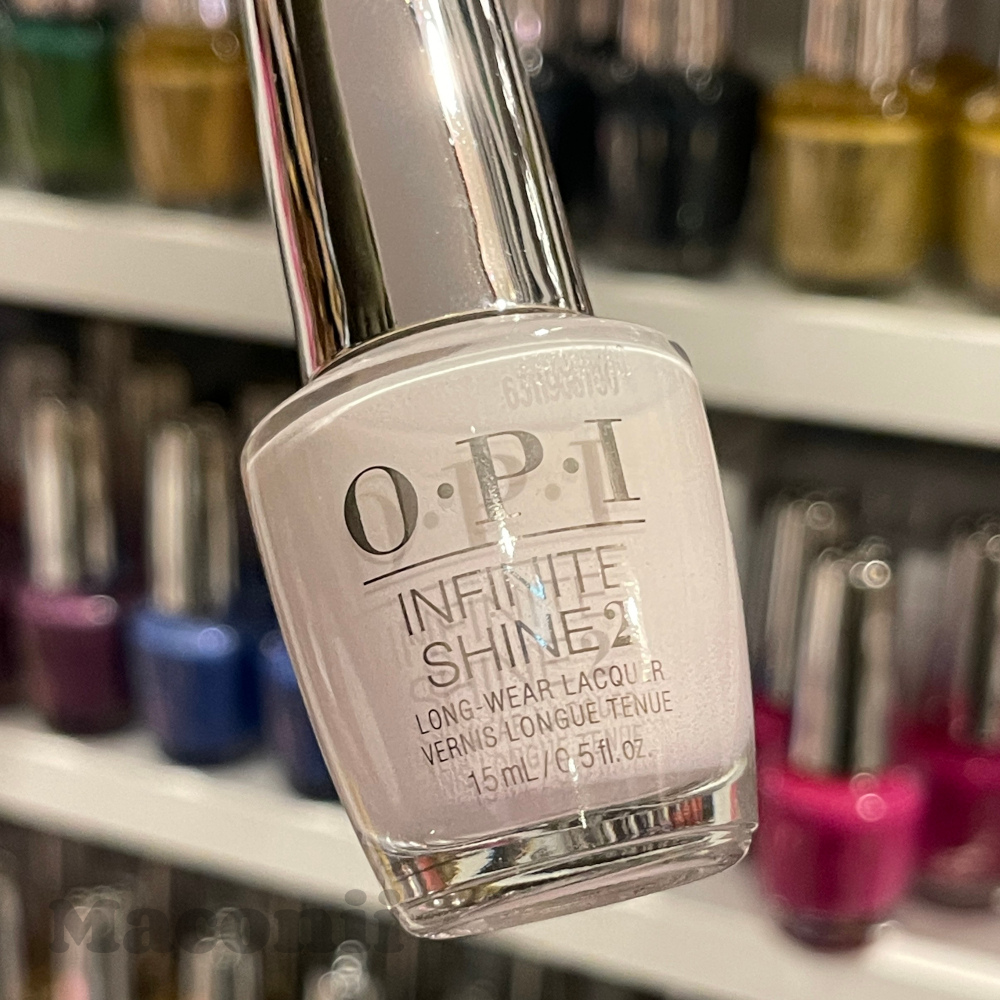 O·P·I
INFINITE
SHINE2
LONG-WEAR LACQUER
VERNIS LONGUE TENUE
15 mL / 0.5 fl. oz.